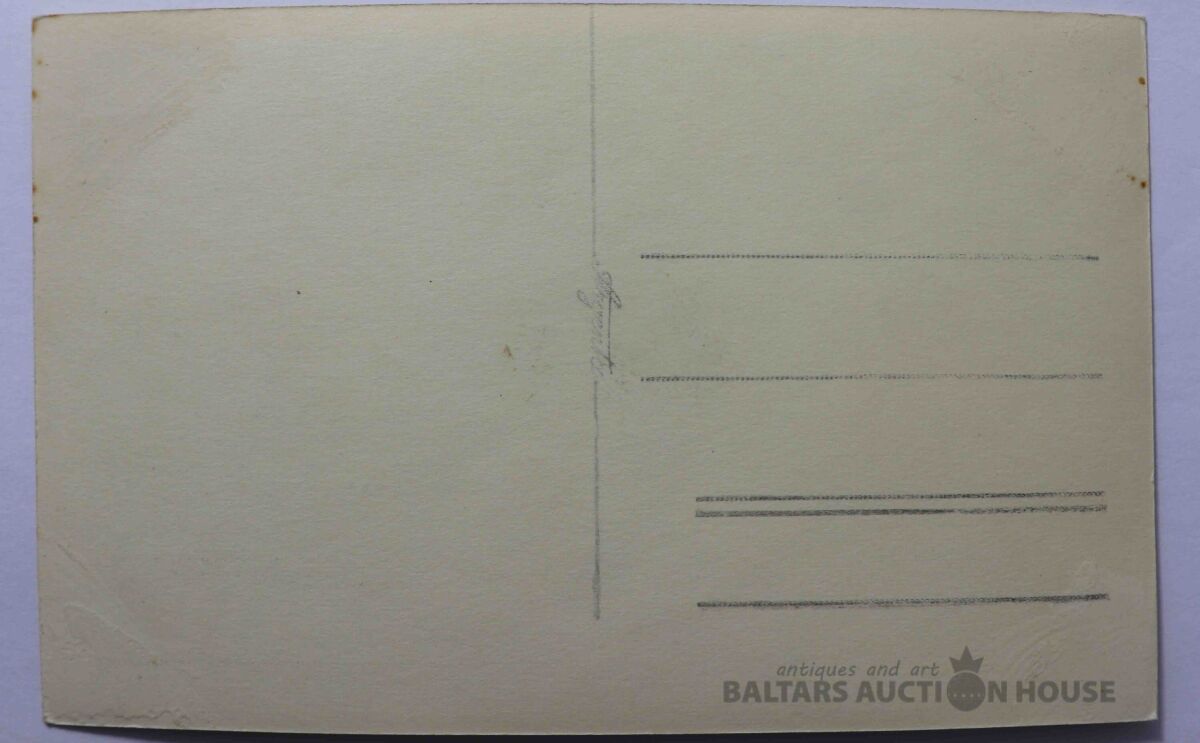 antiques and art
BALTARS AUCTION HOUSE